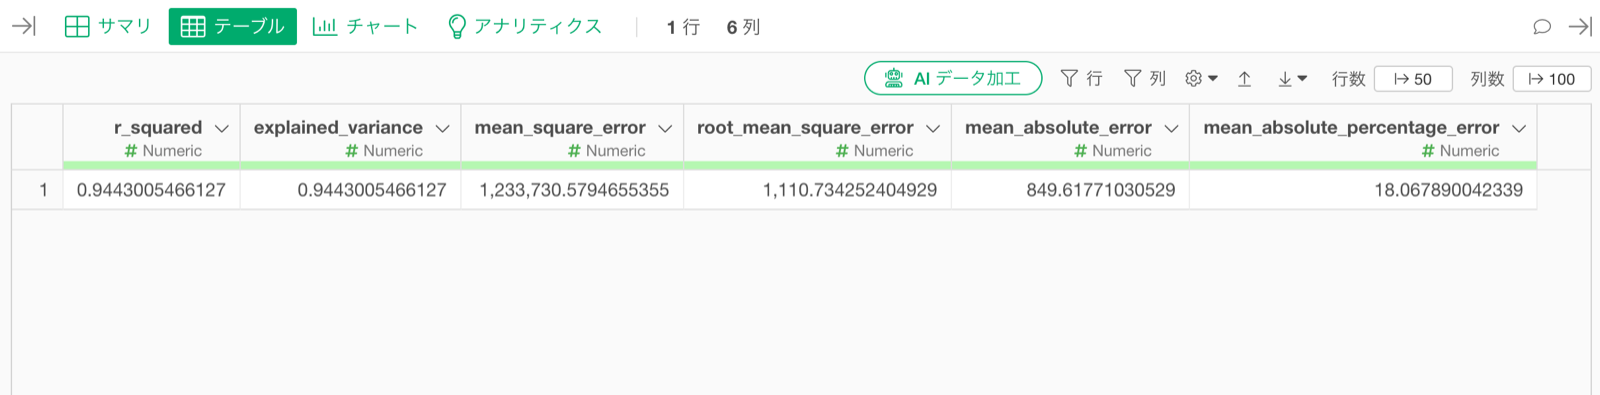 サマリ テーブル チャート アナリティクス 1 行 6 列
AI データ加工 行 列 行数 50 列数 100
r_squared explained_variance mean_square_error root_mean_square_error mean_absolute_error mean_absolute_percentage_error
# Numeric # Numeric # Numeric # Numeric # Numeric # Numeric
1 0.9443005466127 0.9443005466127 1,233,730.5794655355 1,110.734252404929 849.61771030529 18.067890042339